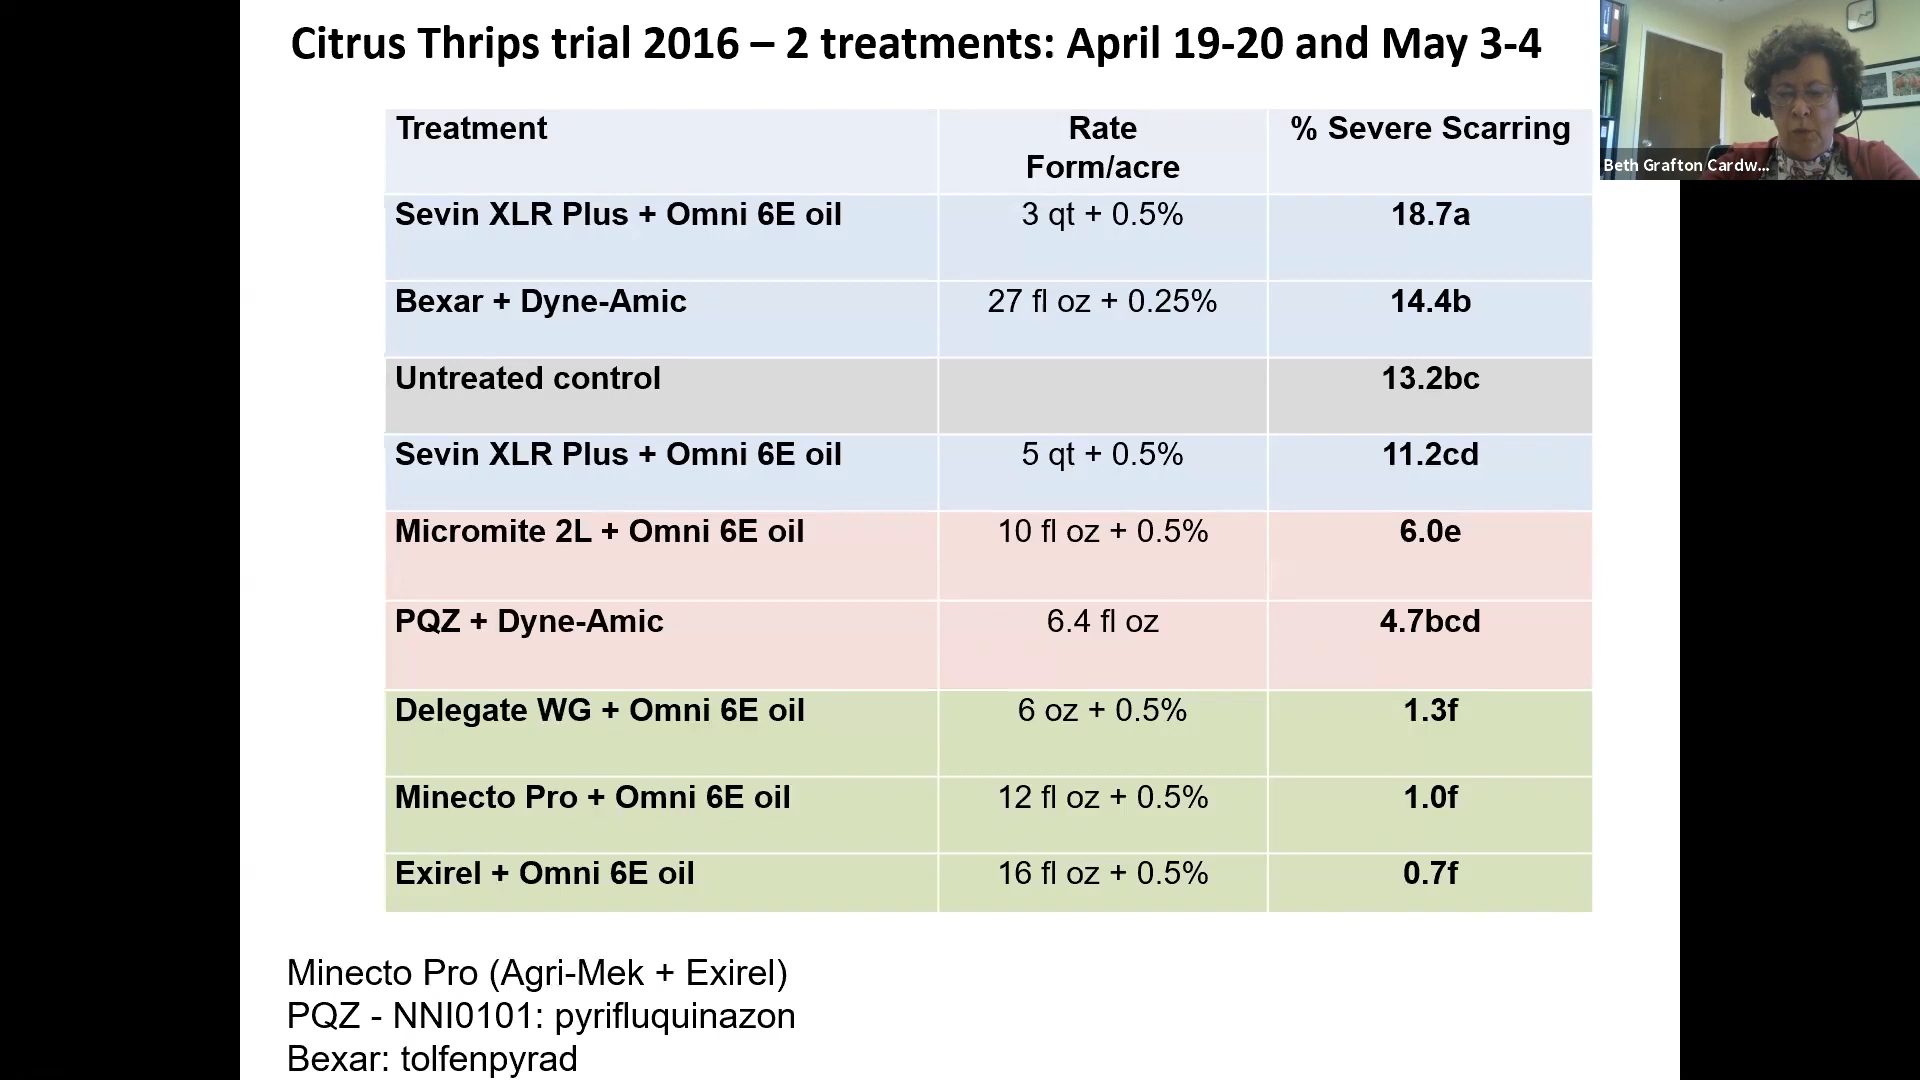 Citrus Thrips trial 2016 – 2 treatments: April 19-20 and May 3-4
Beth Grafton Cardw...
Treatment Rate Form/acre % Severe Scarring
Sevin XLR Plus + Omni 6E oil 3 qt + 0.5% 18.7a
Bexar + Dyne-Amic 27 fl oz + 0.25% 14.4b
Untreated control 13.2bc
Sevin XLR Plus + Omni 6E oil 5 qt + 0.5% 11.2cd
Micromite 2L + Omni 6E oil 10 fl oz + 0.5% 6.0e
PQZ + Dyne-Amic 6.4 fl oz 4.7bcd
Delegate WG + Omni 6E oil 6 oz + 0.5% 1.3f
Minecto Pro + Omni 6E oil 12 fl oz + 0.5% 1.0f
Exirel + Omni 6E oil 16 fl oz + 0.5% 0.7f
Minecto Pro (Agri-Mek + Exirel)
PQZ - NNI0101: pyrifluquinazon
Bexar: tolfenpyrad